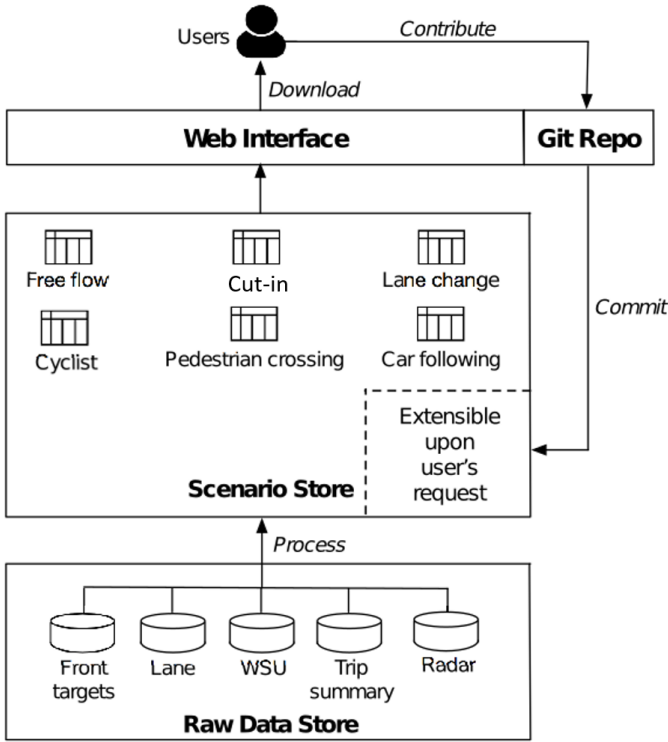 Users
Contribute
Download
Web Interface
Git Repo
Free flow
Cut-in
Lane change
Commit
Cyclist
Pedestrian crossing
Car following
Extensible
upon
user's
request
Scenario Store
Process
Front
targets
Lane
WSU
Trip
summary
Radar
Raw Data Store